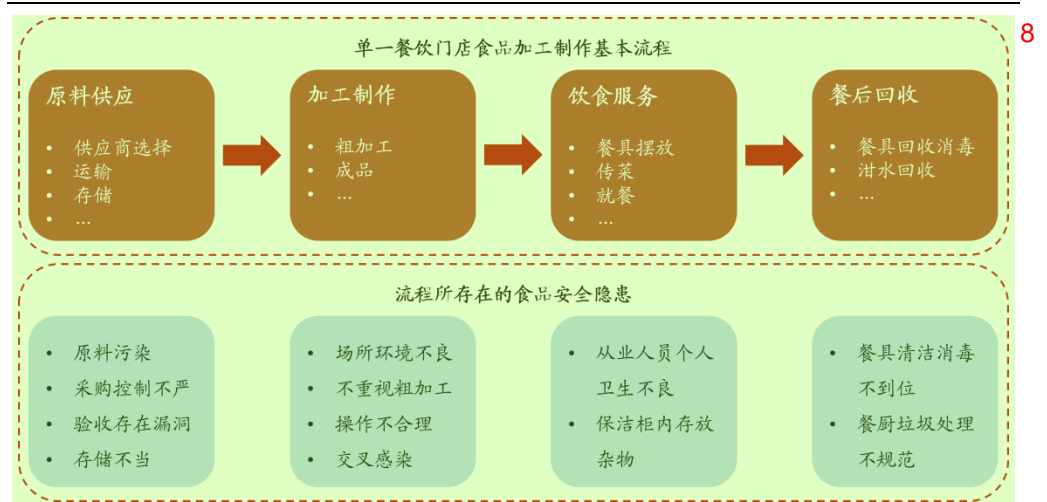 8
单一餐饮门店食品加工制作基本流程
原料供应
• 供应商选择
• 运输
• 存储
• …
加工制作
• 粗加工
• 成品
• …
饮食服务
• 餐具摆放
• 传菜
• 就餐
• …
餐后回收
• 餐具回收消毒
• 泔水回收
• …
流程所存在的食品安全隐患
• 原料污染
• 采购控制不严
• 验收存在漏洞
• 存储不当
• 场所环境不良
• 不重视粗加工
• 操作不合理
• 交叉感染
• 从业人员个人
卫生不良
• 保洁柜内存放
杂物
• 餐具清洁消毒
不到位
• 餐厨垃圾处理
不规范